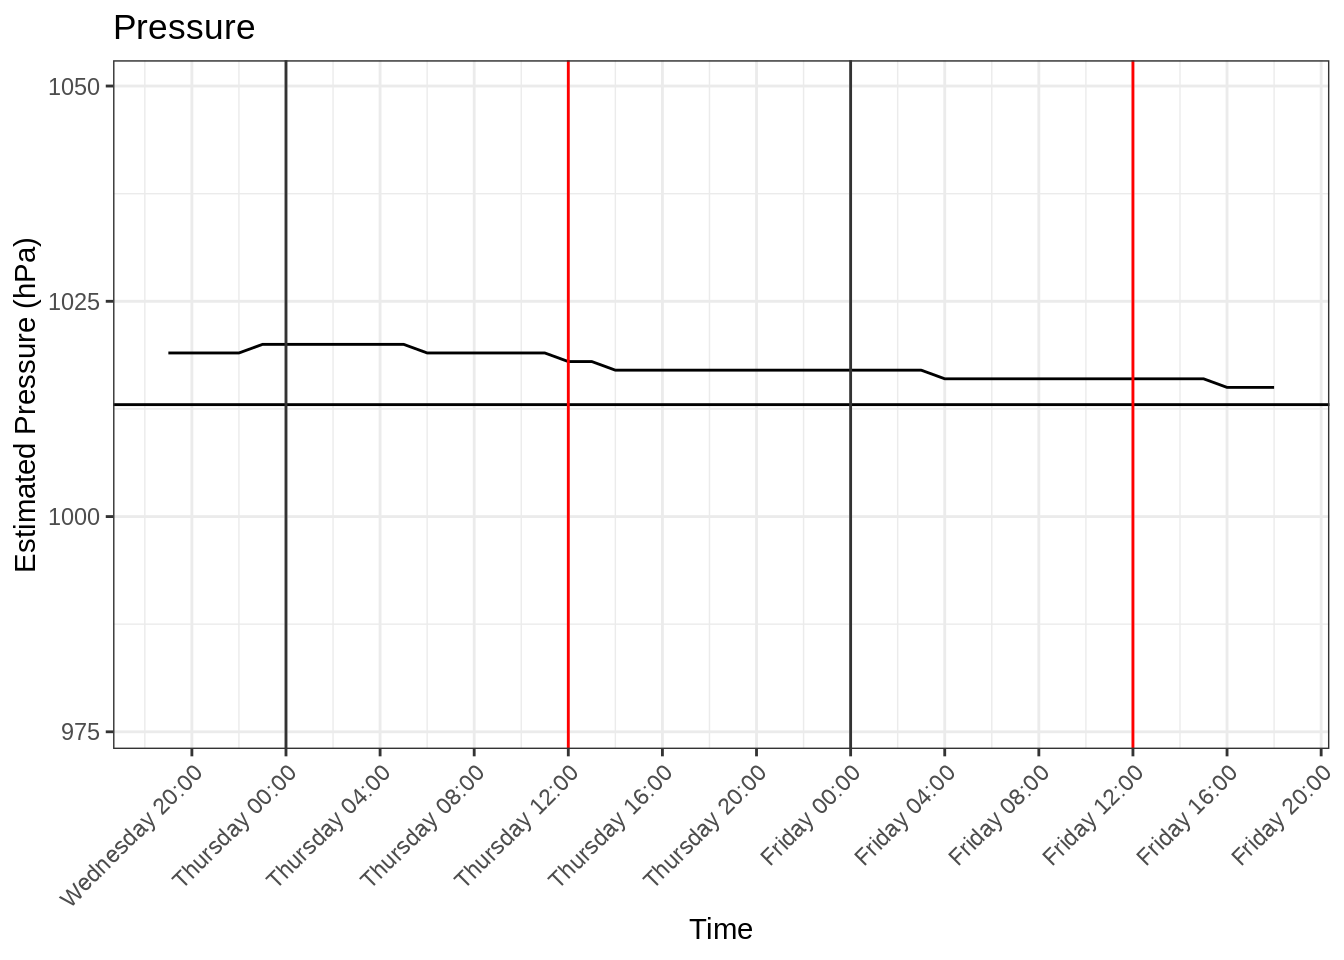 Pressure
Estimated Pressure (hPa)
1050
1025
1000
975
Wednesday 20:00
Thursday 00:00
Thursday 04:00
Thursday 08:00
Thursday 12:00
Thursday 16:00
Thursday 20:00
Friday 00:00
Friday 04:00
Friday 08:00
Friday 12:00
Friday 16:00
Friday 20:00
Time